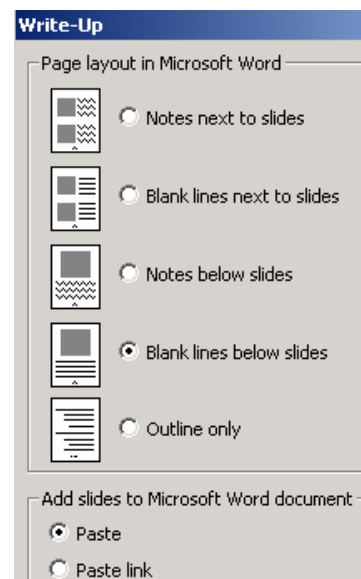 Write-Up
Page layout in Microsoft Word
Notes next to slides
Blank lines next to slides
Notes below slides
Blank lines below slides
Outline only
Add slides to Microsoft Word document
Paste
Paste link